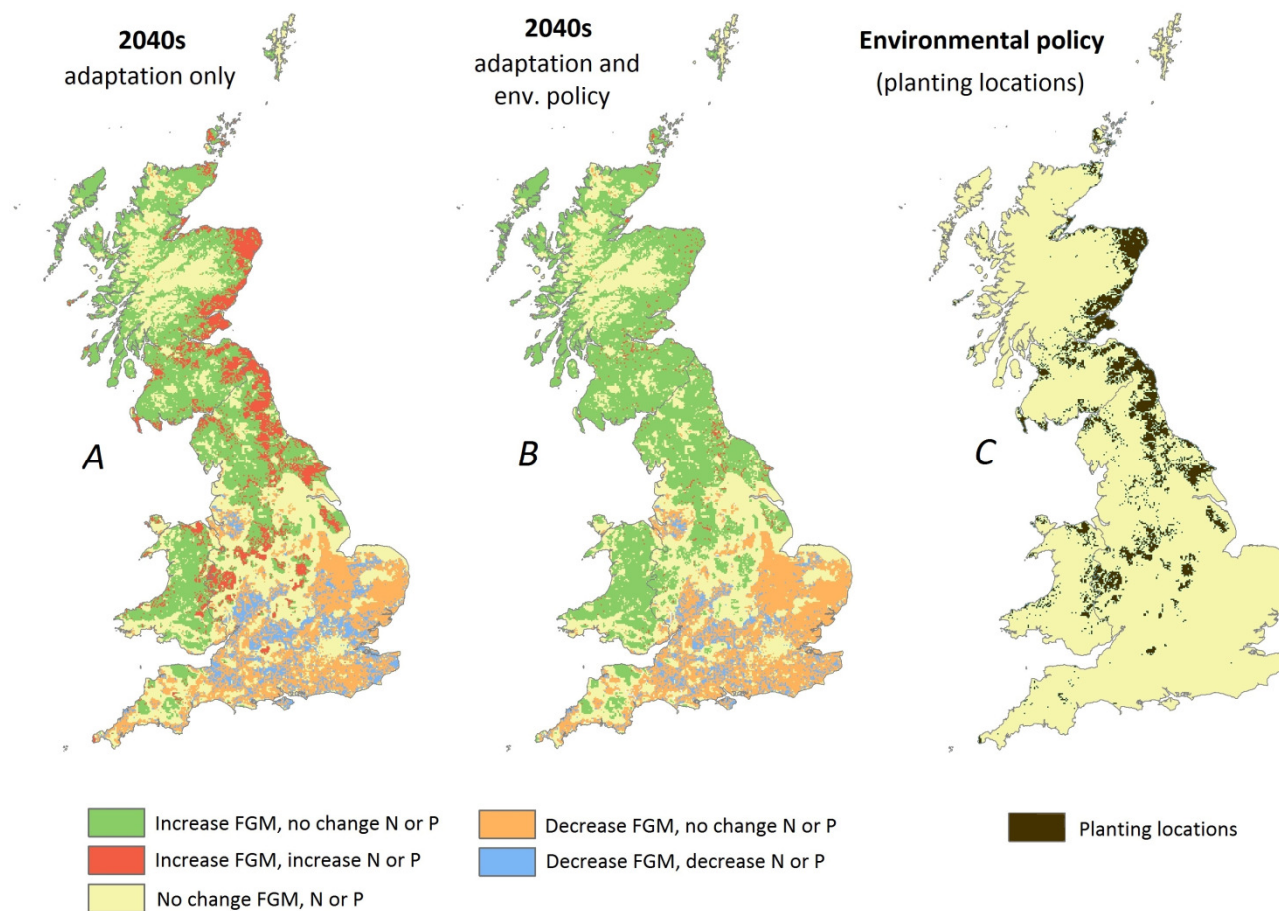 2040s
adaptation only
2040s
adaptation and
env. policy
Environmental policy
(planting locations)
A
B
C
Increase FGM, no change N or P
Increase FGM, increase N or P
No change FGM, N or P
Decrease FGM, no change N or P
Decrease FGM, decrease N or P
Planting locations